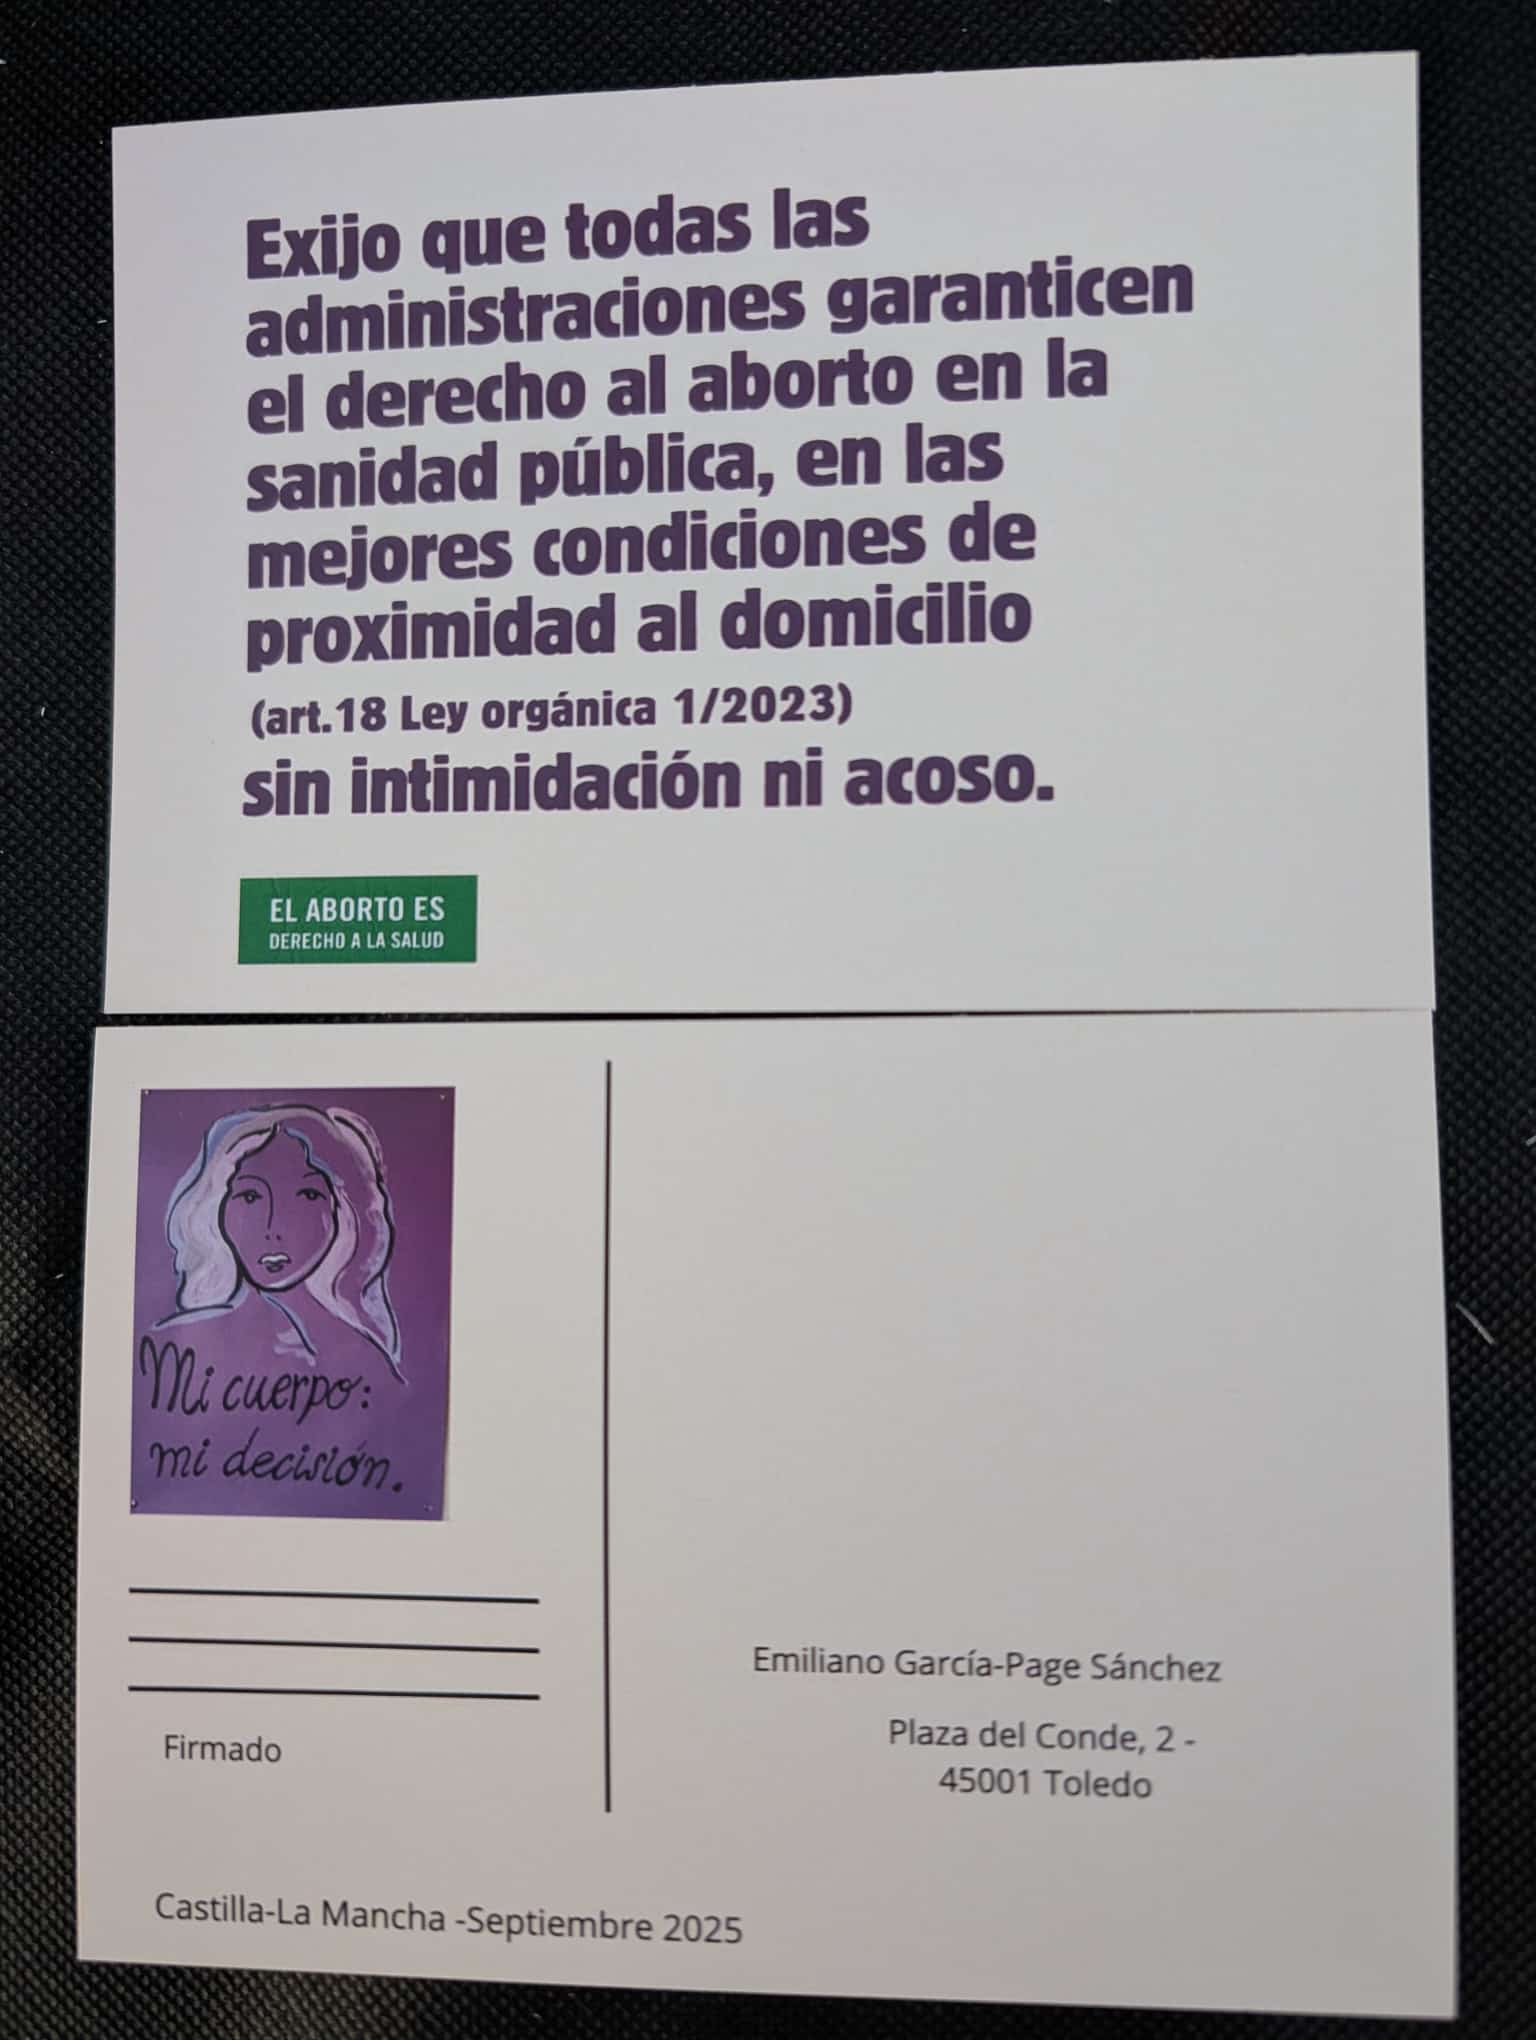 Exijo que todas las
administraciones garanticen
el derecho al aborto en la
sanidad pública, en las
mejores condiciones de
proximidad al domicilio
(art.18 Ley orgánica 1/2023)
sin intimidación ni acoso.
EL ABORTO ES
DERECHO A LA SALUD
Mi cuerpo:
mi decisión.
Firmado
Emiliano García-Page Sánchez
Plaza del Conde, 2 -
45001 Toledo
Castilla-La Mancha -Septiembre 2025